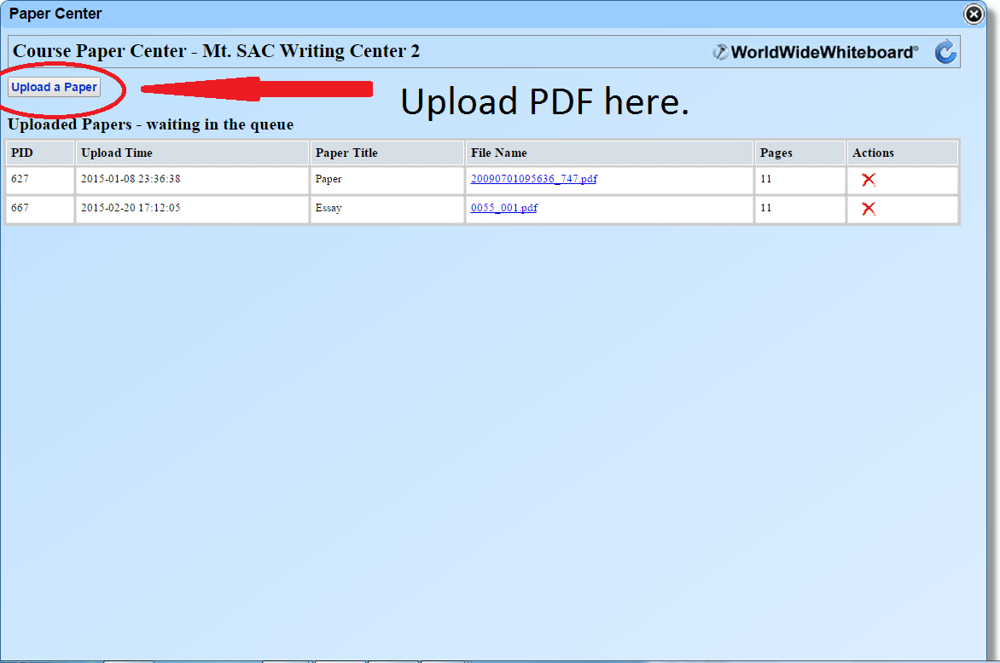 Paper Center
Course Paper Center - Mt. SAC Writing Center 2 WorldWideWhiteboard®
Upload a Paper
Upload PDF here.
Uploaded Papers - waiting in the queue
PID Upload Time Paper Title File Name Pages Actions
627 2015-01-08 23:36:38 Paper 20090701095636_747.pdf 11
667 2015-02-20 17:12:05 Essay 0055_001.pdf 11